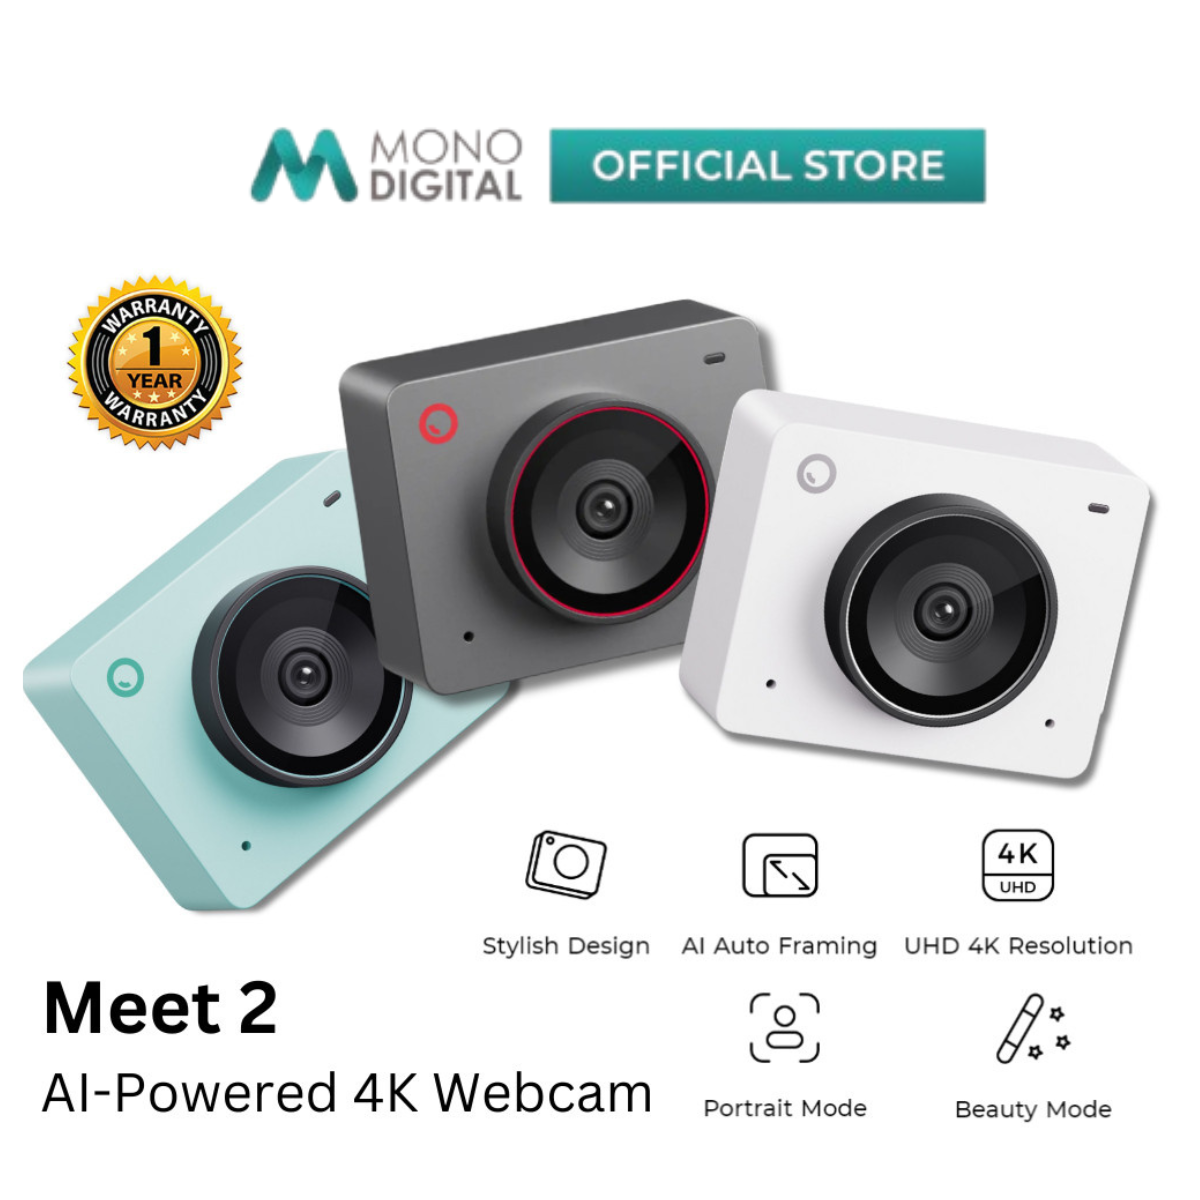 MONO
DIGITAL
OFFICIAL STORE
WARRANTY
1
YEAR
WARRANTY
4K
UHD
Stylish Design
AI Auto Framing
UHD 4K Resolution
Meet 2
AI-Powered 4K Webcam
Portrait Mode
Beauty Mode